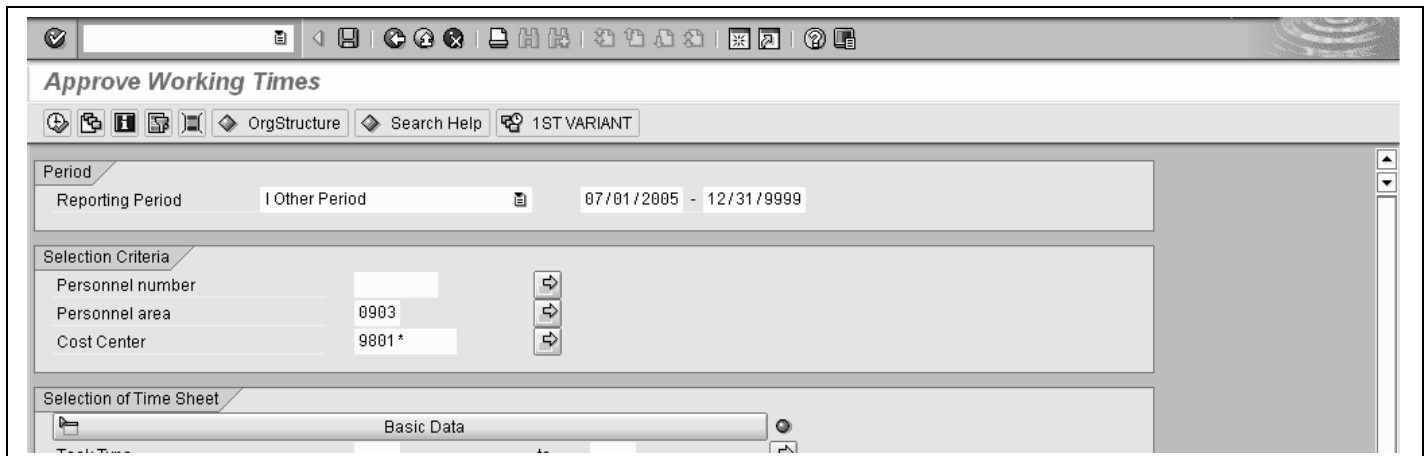 Approve Working Times
OrgStructure Search Help 1ST VARIANT
Period
Reporting Period I Other Period 07/01/2005 - 12/31/9999
Selection Criteria
Personnel number
Personnel area 0903
Cost Center 9801*
Selection of Time Sheet
Basic Data
to